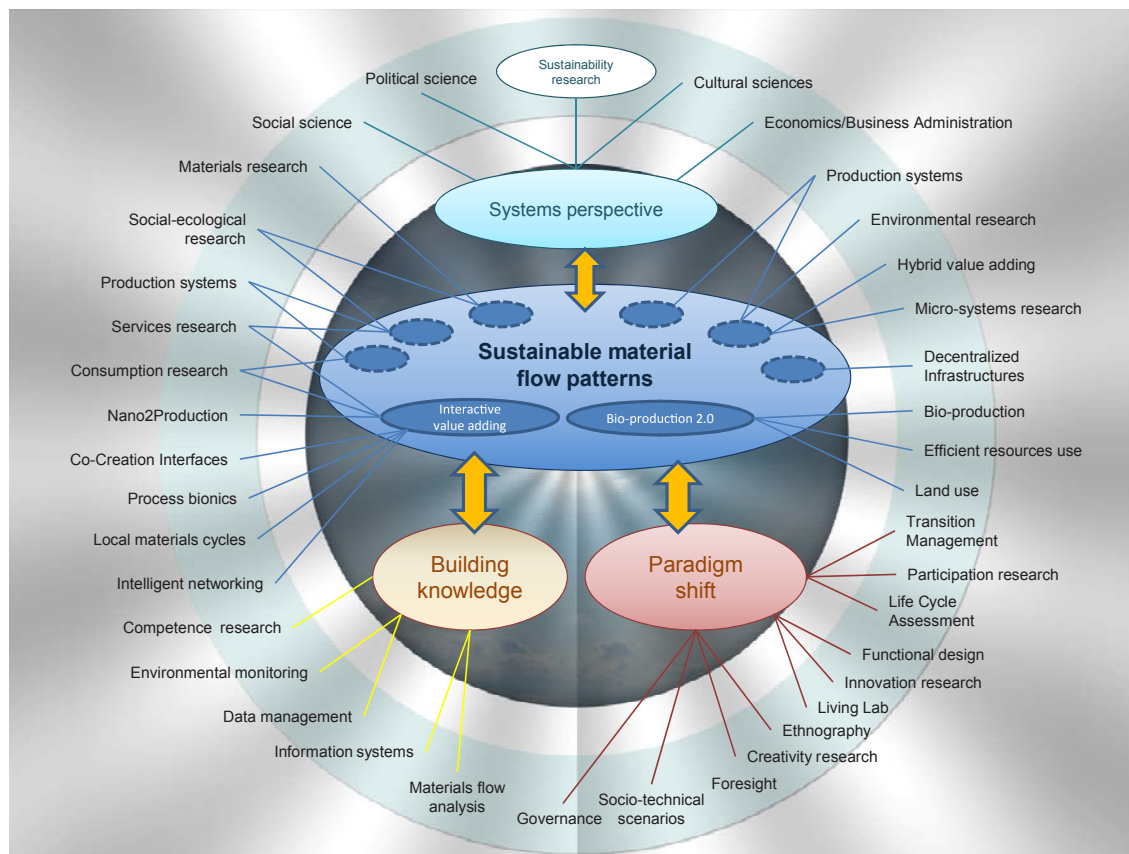 Sustainability
research
Political science
Cultural sciences
Social science
Economics/Business Administration
Materials research
Production systems
Systems perspective
Social-ecological
research
Environmental research
Production systems
Hybrid value adding
Services research
Micro-systems research
Sustainable material
flow patterns
Consumption research
Decentralized
Infrastructures
Nano2Production
Interactive
value adding
Bio-production 2.0
Bio-production
Co-Creation Interfaces
Efficient resources use
Process bionics
Land use
Local materials cycles
Transition
Management
Intelligent networking
Building
knowledge
Paradigm
shift
Participation research
Competence research
Life Cycle
Assessment
Environmental monitoring
Functional design
Innovation research
Data management
Living Lab
Information systems
Ethnography
Materials flow
analysis
Creativity research
Foresight
Governance
Socio-technical
scenarios